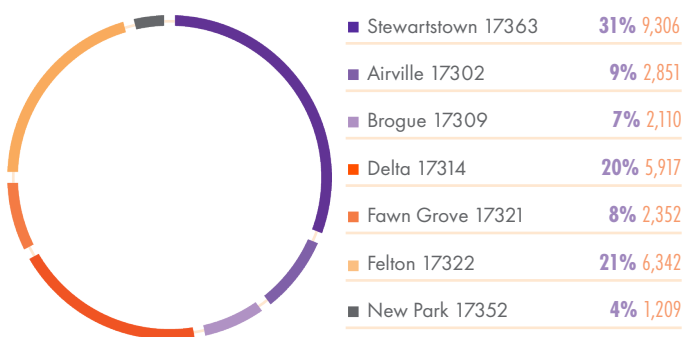 Stewartstown 17363 31% 9,306
Airville 17302 9% 2,851
Brogue 17309 7% 2,110
Delta 17314 20% 5,917
Fawn Grove 17321 8% 2,352
Felton 17322 21% 6,342
New Park 17352 4% 1,209